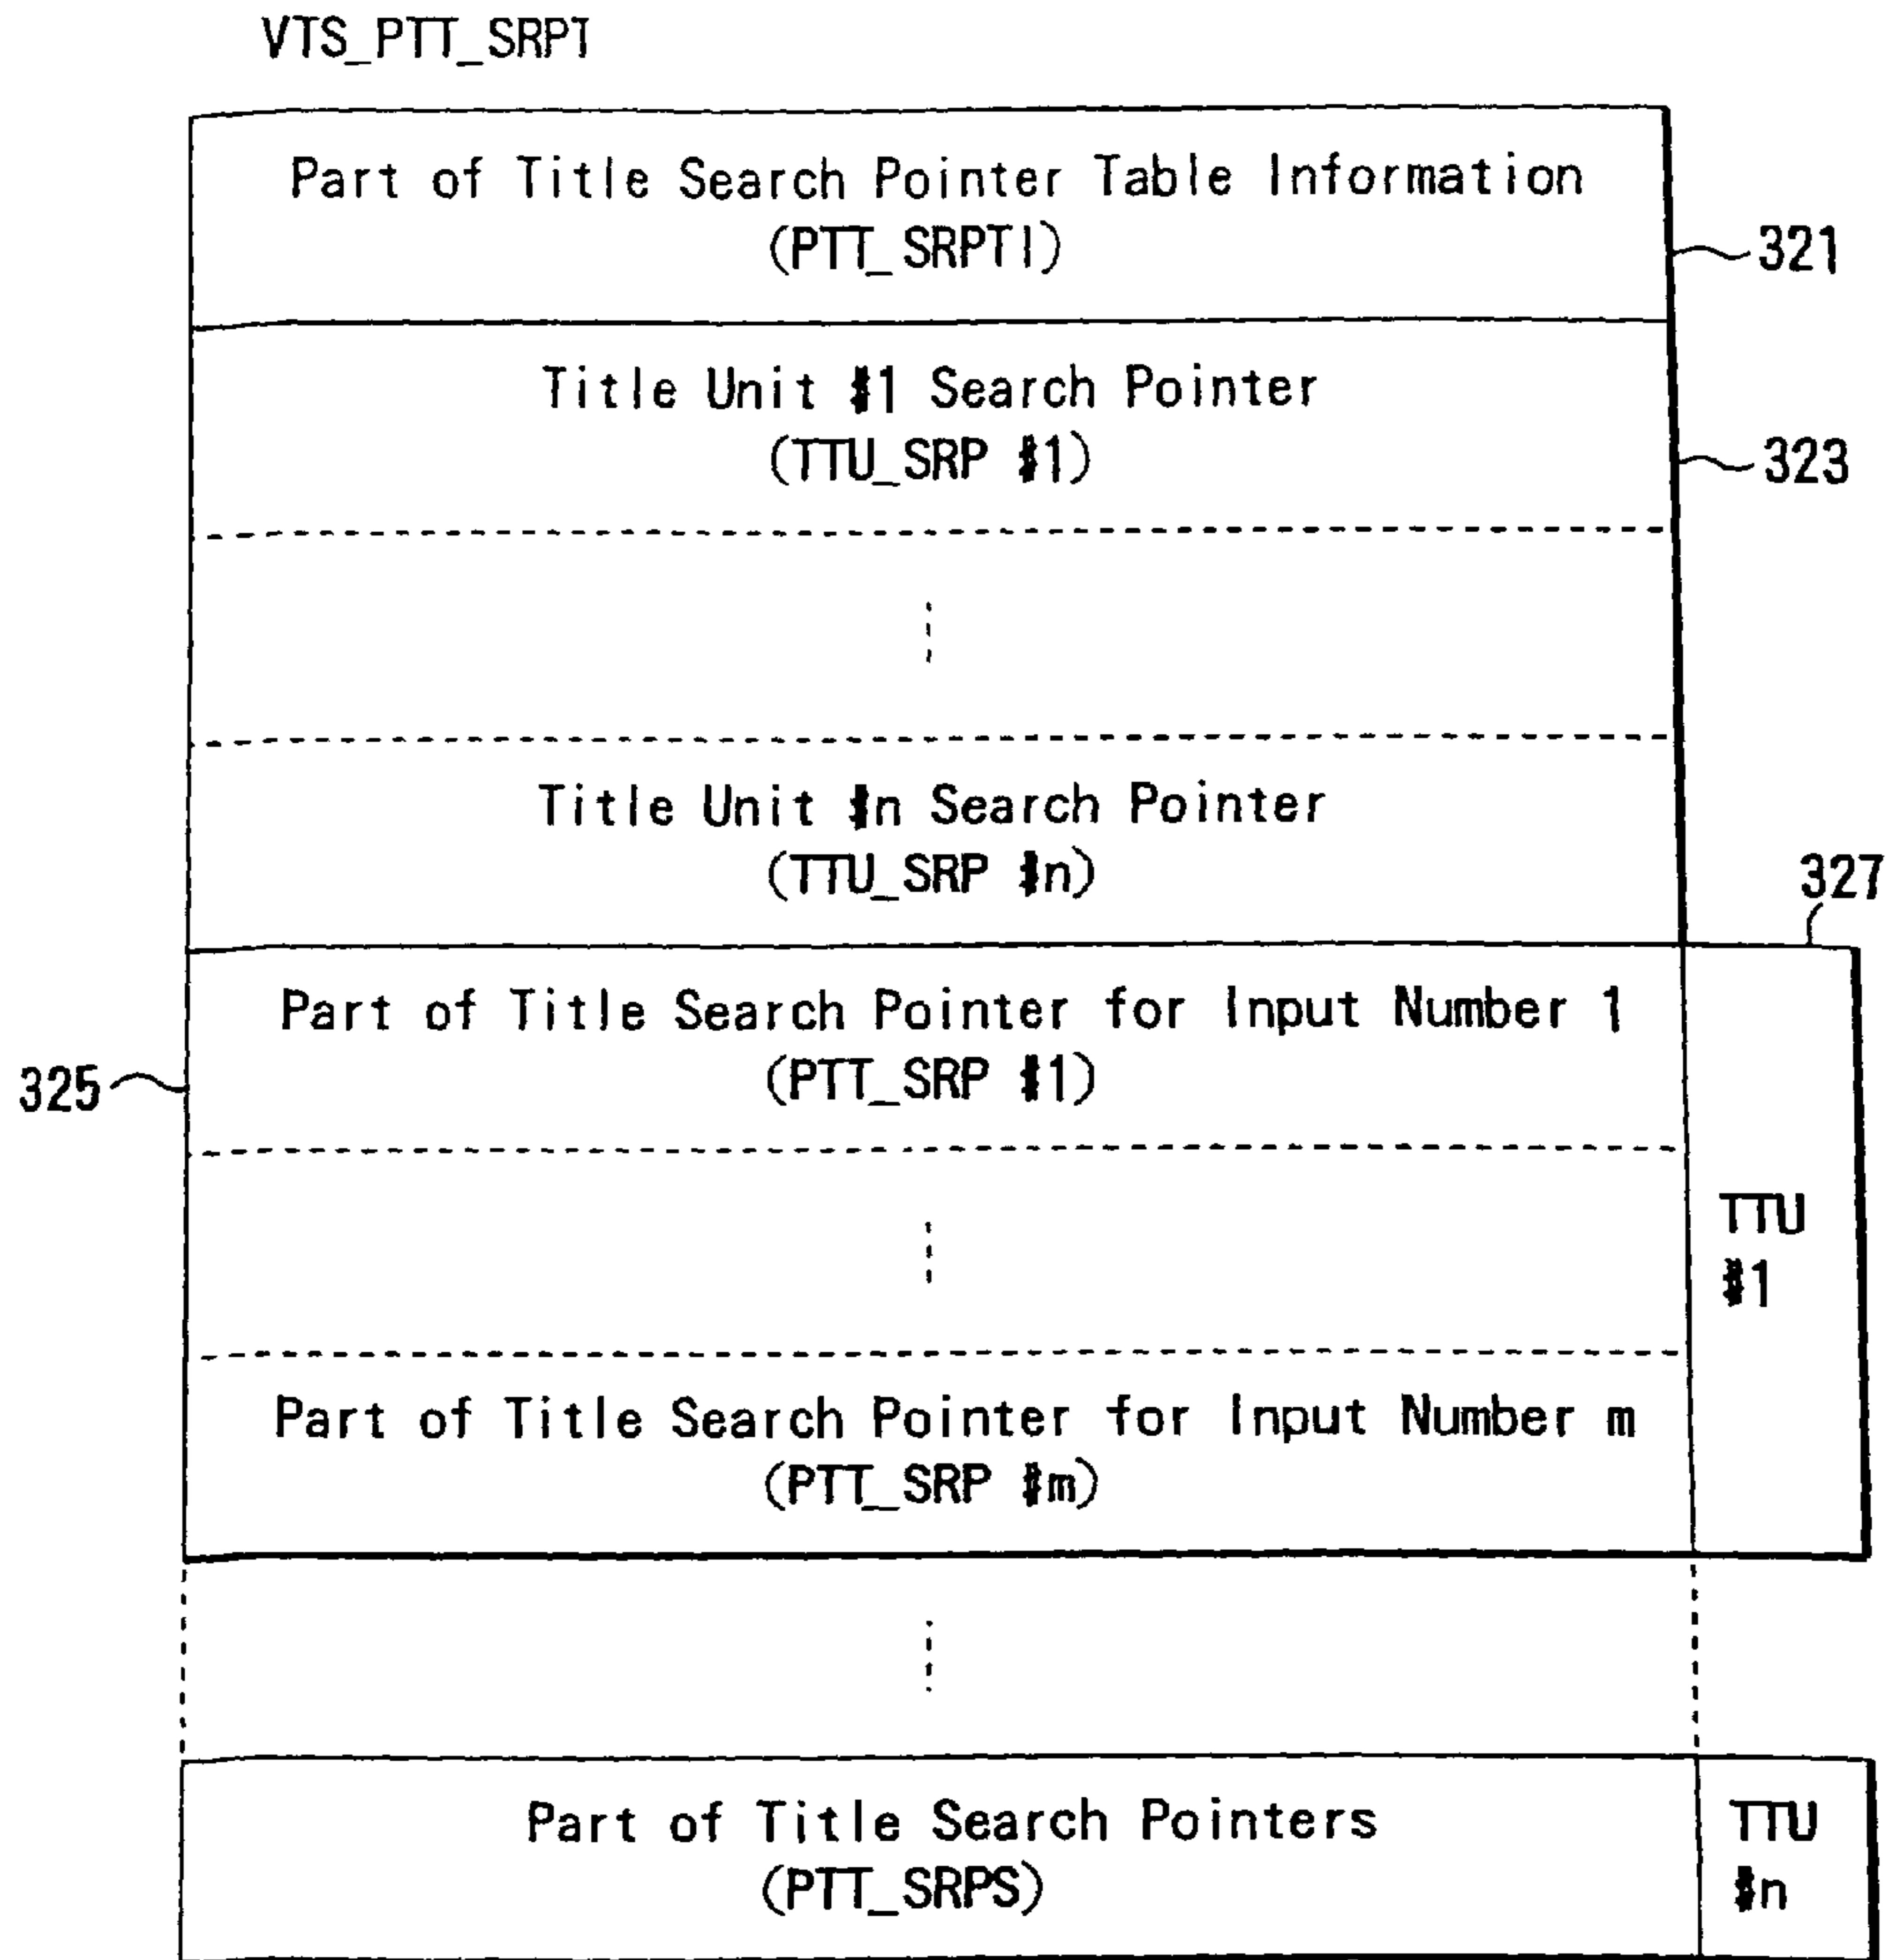 VTS_PTT_SRPT
Part of Title Search Pointer Table Information
(PTT_SRPTI)
321
Title Unit #1 Search Pointer
(TTU_SRP #1)
323
Title Unit #n Search Pointer
(TTU_SRP #n)
327
Part of Title Search Pointer for Input Number 1
(PTT_SRP #1)
325
TTU
#1
Part of Title Search Pointer for Input Number m
(PTT_SRP #m)
Part of Title Search Pointers
(PTT_SRPS)
TTU
#n